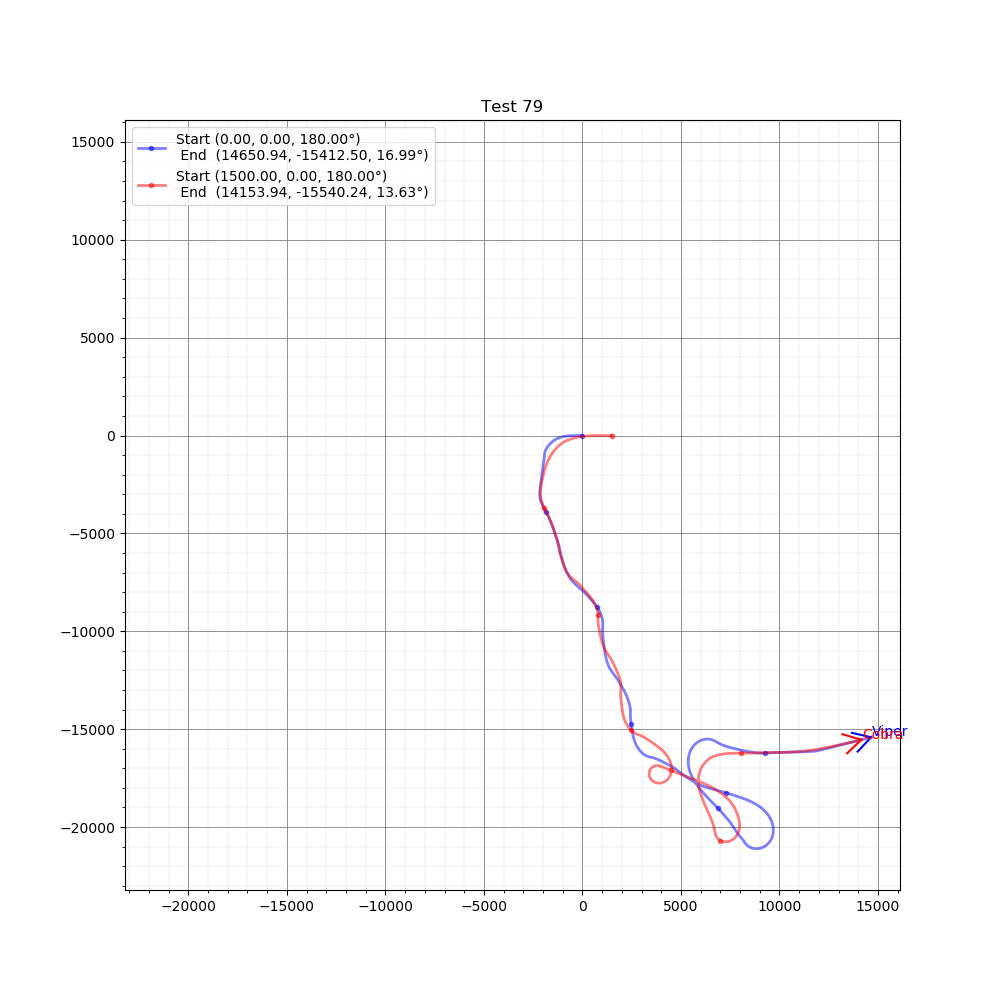 Test 79
Start (0.00, 0.00, 180.00°)
End (14650.94, -15412.50, 16.99°)
Start (1500.00, 0.00, 180.00°)
End (14153.94, -15540.24, 13.63°)
15000
10000
5000
0
−5000
−10000
−15000
−20000
Viper
Cobra
−20000 −15000 −10000 −5000 0 5000 10000 15000